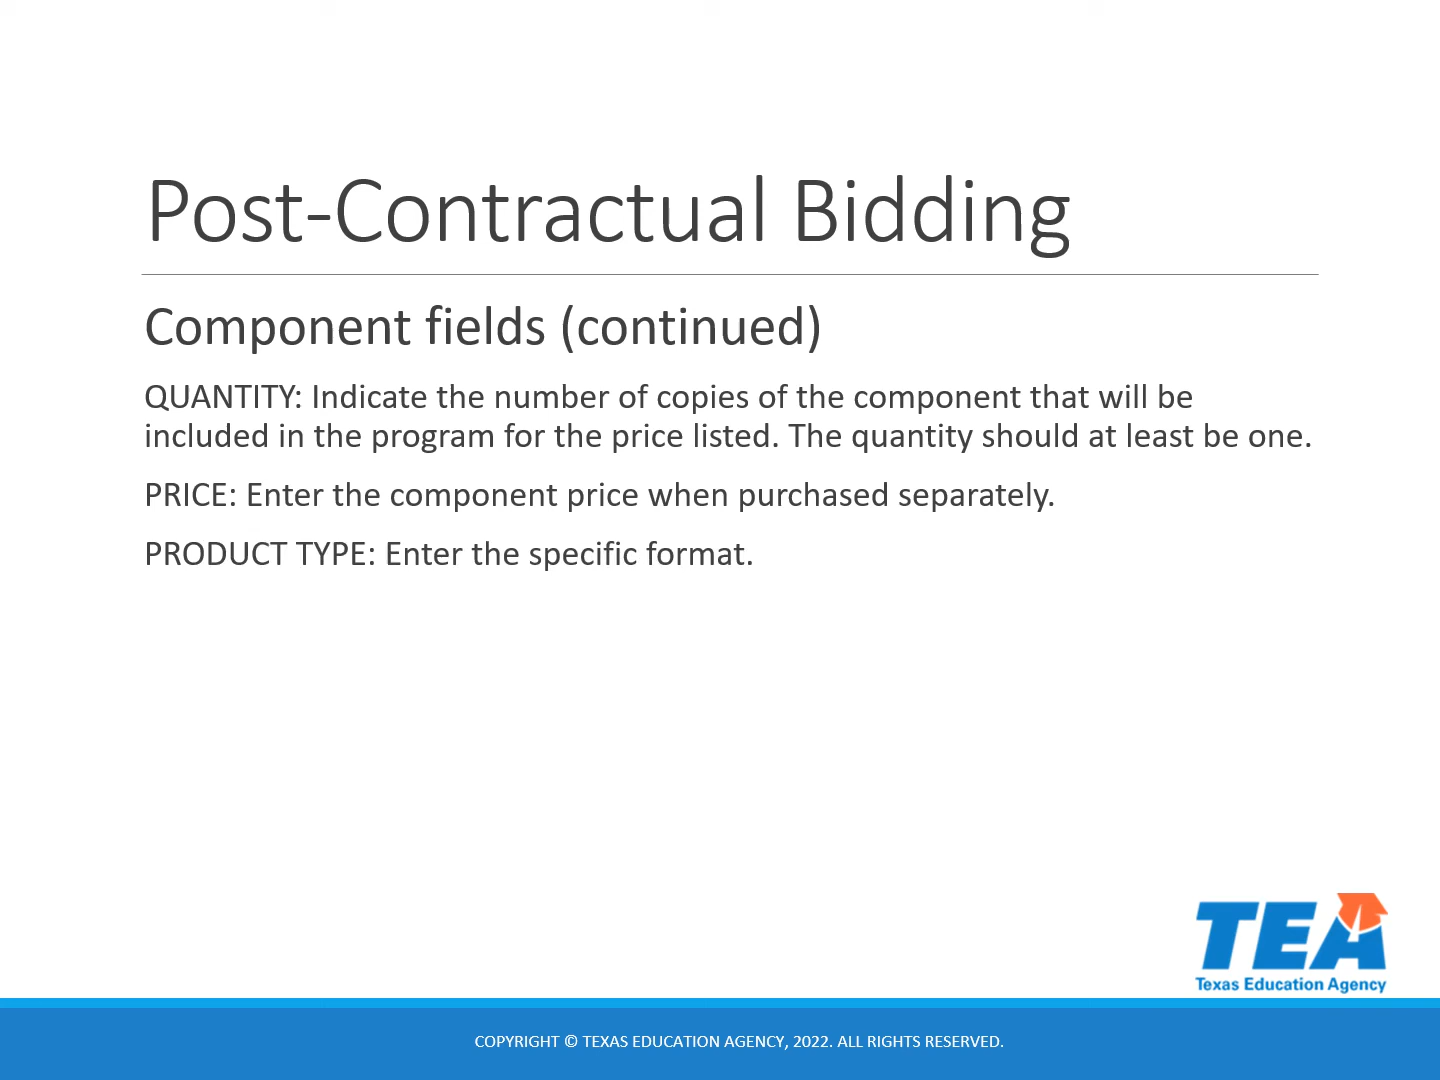 Post-Contractual Bidding
Component fields (continued)
QUANTITY: Indicate the number of copies of the component that will be
included in the program for the price listed. The quantity should at least be one.
PRICE: Enter the component price when purchased separately.
PRODUCT TYPE: Enter the specific format.
TEA
Texas Education Agency
COPYRIGHT © TEXAS EDUCATION AGENCY, 2022. ALL RIGHTS RESERVED.